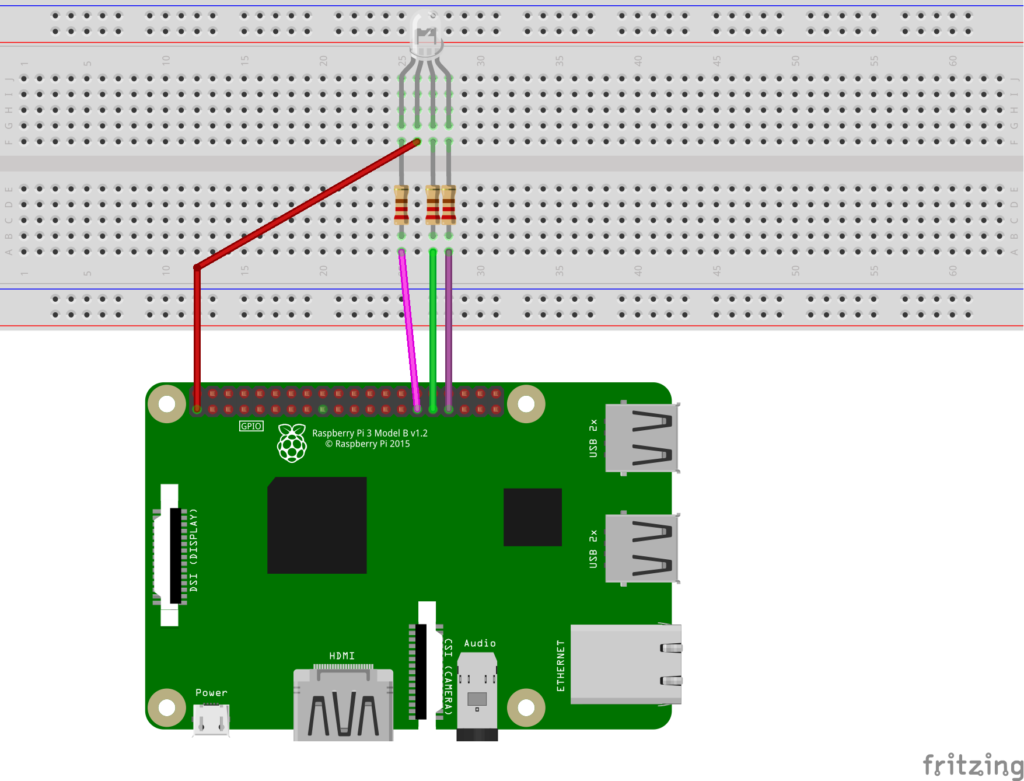 1 5 10 15 20 25 30 35 40 45 50 55 60
J J
I I
H H
G G
F F
E E
D D
C C
B B
A A
1 5 10 15 20 25 30 35 40 45 50 55 60
GPIO
Raspberry Pi 3 Model B v1.2
© Raspberry Pi 2015
USB 2x
DSI (DISPLAY)
USB 2x
HDMI
CSI (CAMERA)
Audio
ETHERNET
Power
fritzing